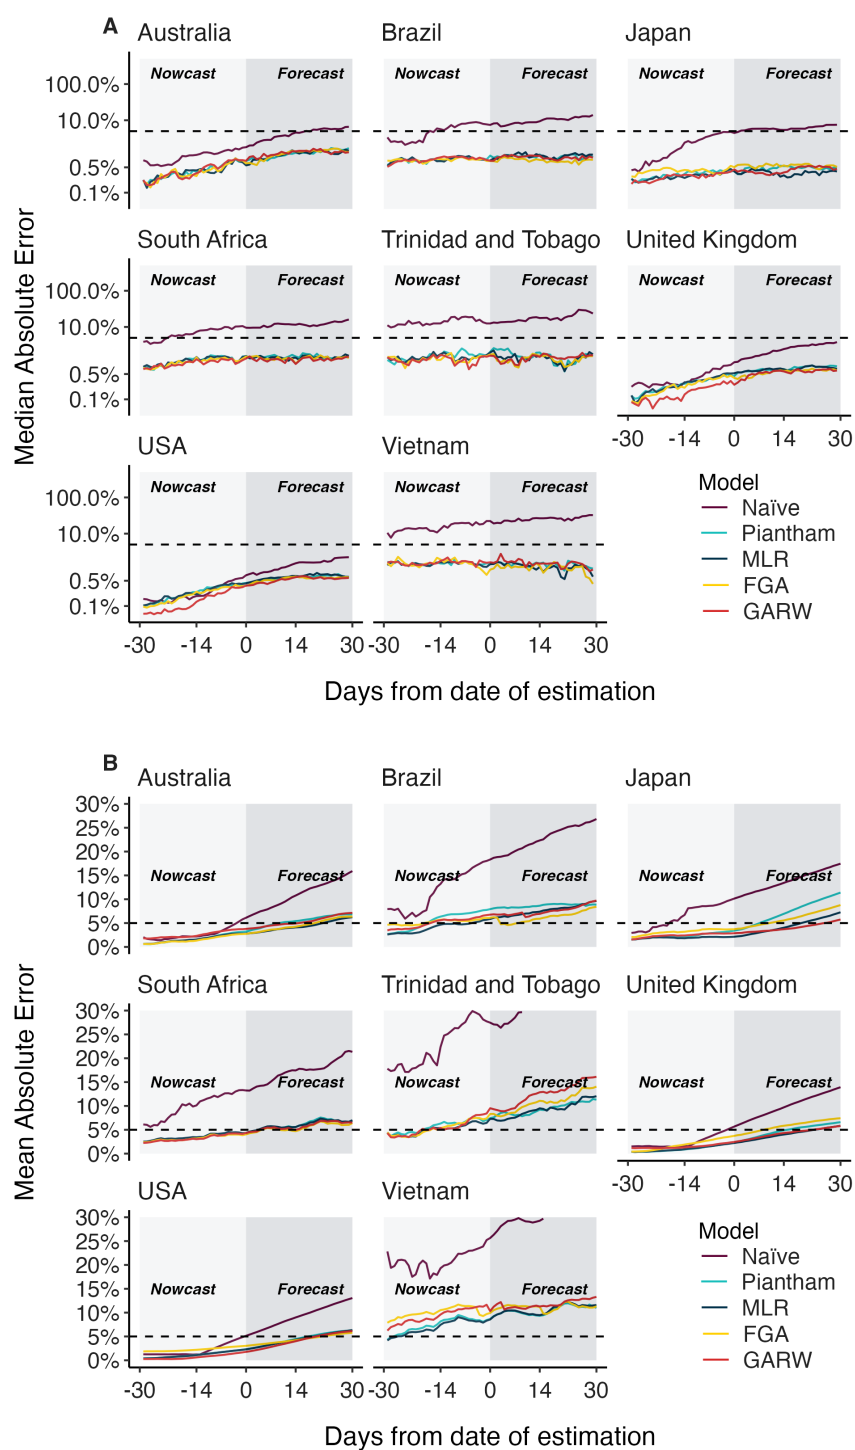 A
Australia Brazil Japan
Nowcast Forecast Nowcast Forecast Nowcast Forecast
100.0%
10.0%
0.5%
0.1%
South Africa Trinidad and Tobago United Kingdom
Nowcast Forecast Nowcast Forecast Nowcast Forecast
100.0%
10.0%
0.5%
0.1%
-30 -14 0 14 30
Median Absolute Error
USA Vietnam
Nowcast Forecast Nowcast Forecast
100.0%
10.0%
0.5%
0.1%
-30 -14 0 14 30 -30 -14 0 14 30
Model
Naïve
Piantham
MLR
FGA
GARW
Days from date of estimation
B
Australia Brazil Japan
30%
25%
20%
15%
10%
5%
0%
Nowcast Forecast Nowcast Forecast Nowcast Forecast
South Africa Trinidad and Tobago United Kingdom
30%
25%
20%
15%
10%
5%
0%
Nowcast Forecast Nowcast Forecast Nowcast Forecast
-30 -14 0 14 30
Mean Absolute Error
USA Vietnam
30%
25%
20%
15%
10%
5%
0%
Nowcast Forecast Nowcast Forecast
-30 -14 0 14 30 -30 -14 0 14 30
Model
Naïve
Piantham
MLR
FGA
GARW
Days from date of estimation